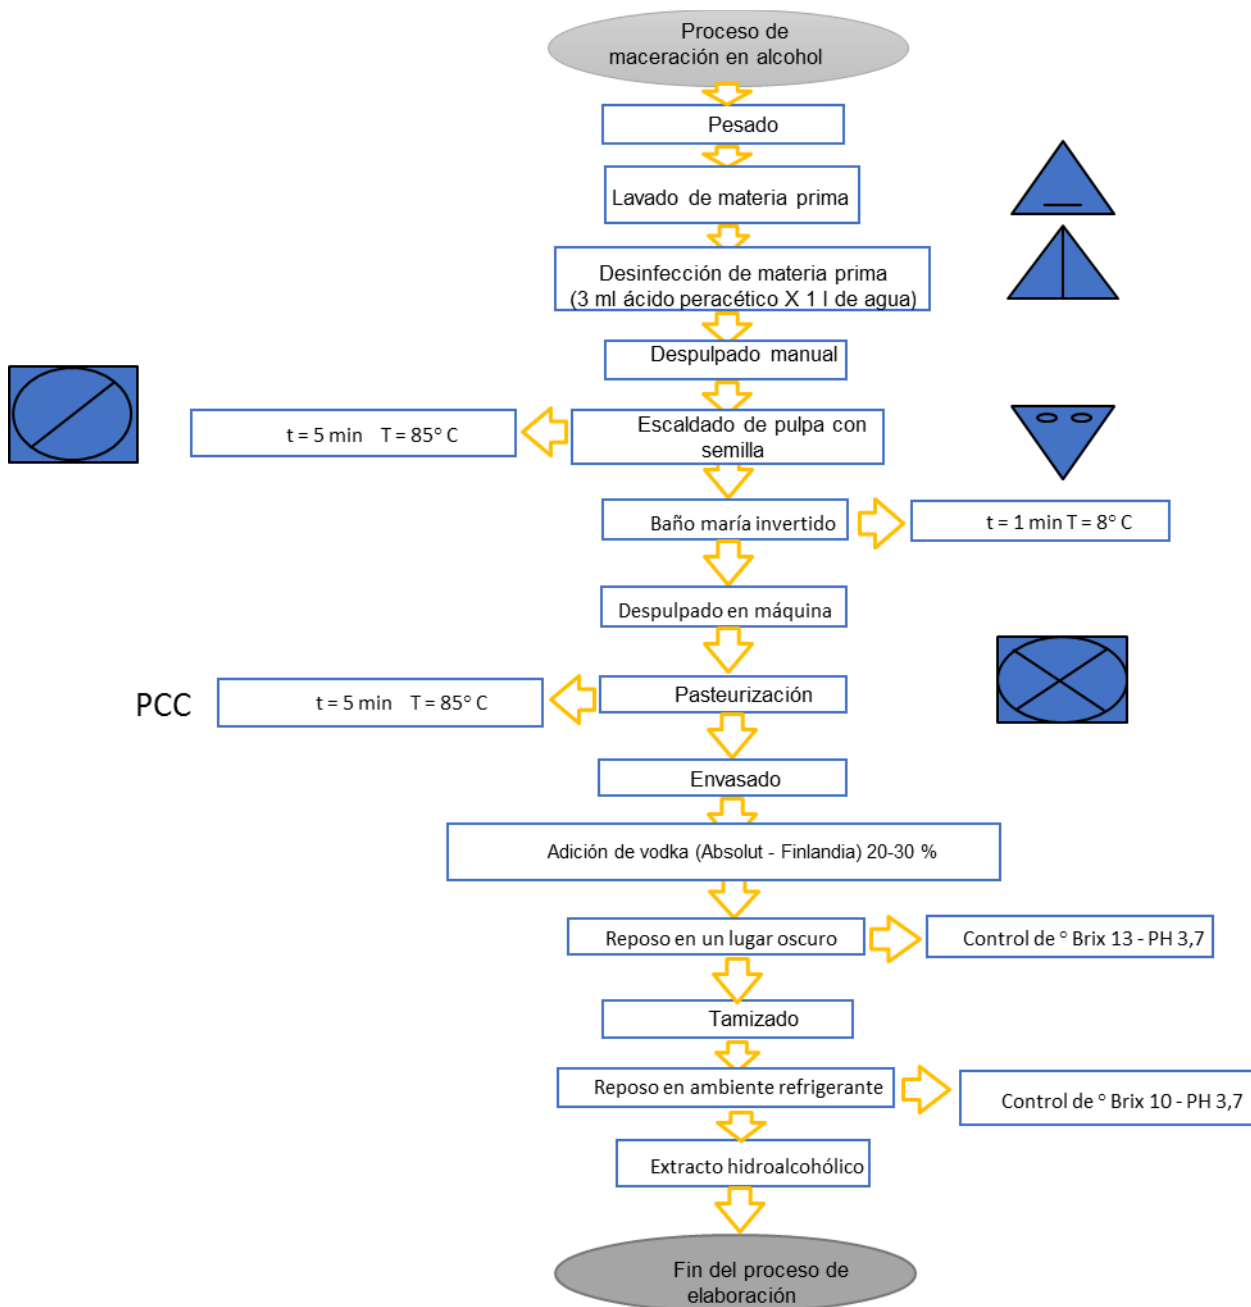 Proceso de
maceración en alcohol
Pesado
Lavado de materia prima
Desinfección de materia prima
(3 ml ácido peracético X 1 l de agua)
Despulpado manual
t = 5 min T = 85° C
Escaldado de pulpa con
semilla
Baño maría invertido
t = 1 min T = 8° C
Despulpado en máquina
PCC
t = 5 min T = 85° C
Pasteurización
Envasado
Adición de vodka (Absolut - Finlandia) 20-30 %
Reposo en un lugar oscuro
Control de ° Brix 13 - PH 3,7
Tamizado
Reposo en ambiente refrigerante
Control de ° Brix 10 - PH 3,7
Extracto hidroalcohólico
Fin del proceso de
elaboración